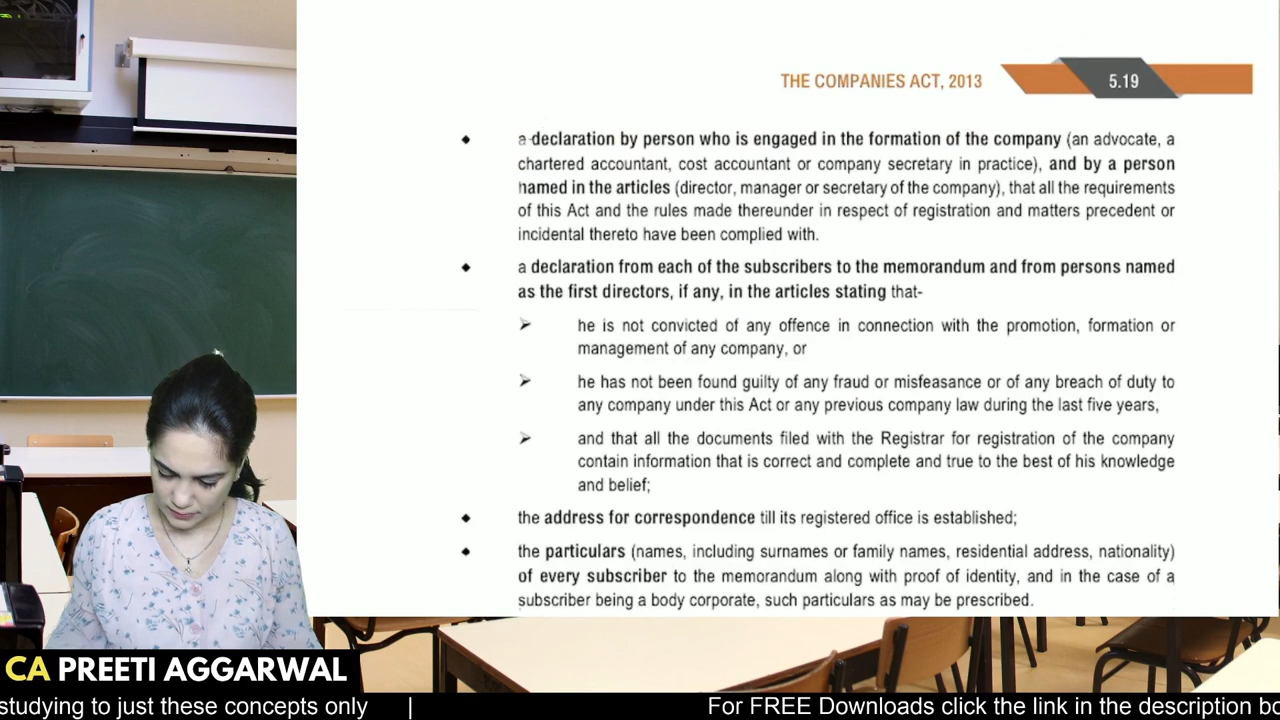 THE COMPANIES ACT, 2013
5.19
♦ a declaration by person who is engaged in the formation of the company (an advocate, a
chartered accountant, cost accountant or company secretary in practice), and by a person
named in the articles (director, manager or secretary of the company), that all the requirements
of this Act and the rules made thereunder in respect of registration and matters precedent or
incidental thereto have been complied with.
♦ a declaration from each of the subscribers to the memorandum and from persons named
as the first directors, if any, in the articles stating that-
➢ he is not convicted of any offence in connection with the promotion, formation or
management of any company, or
➢ he has not been found guilty of any fraud or misfeasance or of any breach of duty to
any company under this Act or any previous company law during the last five years,
➢ and that all the documents filed with the Registrar for registration of the company
contain information that is correct and complete and true to the best of his knowledge
and belief;
♦ the address for correspondence till its registered office is established;
♦ the particulars (names, including surnames or family names, residential address, nationality)
of every subscriber to the memorandum along with proof of identity, and in the case of a
subscriber being a body corporate, such particulars as may be prescribed.
CA PREETI AGGARWAL
studying to just these concepts only | For FREE Downloads click the link in the description bo